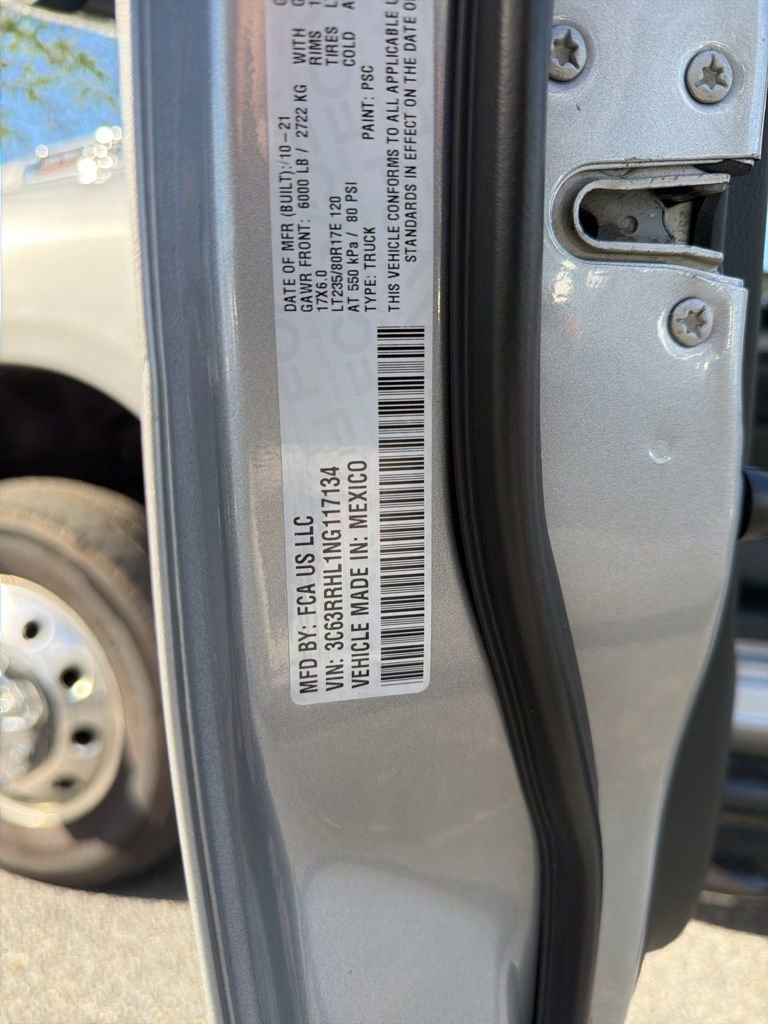 MFD BY: FCA US LLC
VIN: 3C63RRHL1NG117134
VEHICLE MADE IN: MEXICO
DATE OF MFR (BUILT):/10-21
GAWR FRONT: 6000 LB / 2722 KG WITH
17X6.0 RIMS
LT235/80R17E 120 TIRES
AT 550 kPa / 80 PSI COLD
TYPE: TRUCK PAINT: PSC
THIS VEHICLE CONFORMS TO ALL APPLICABLE
STANDARDS IN EFFECT ON THE DATE